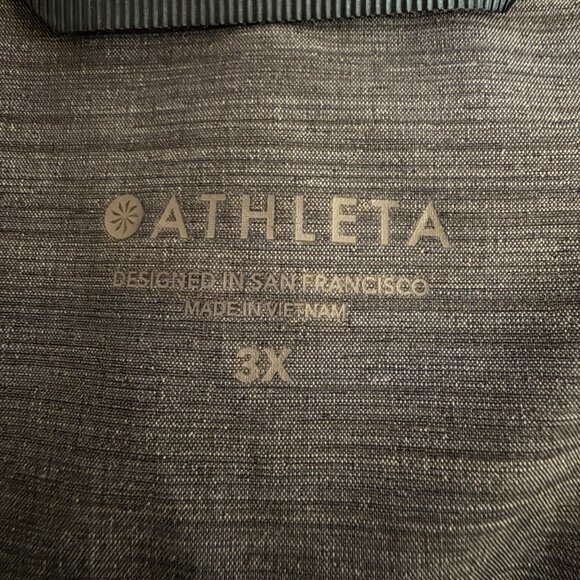 ATHLETA
DESIGNED IN SAN FRANCISCO
MADE IN VIETNAM
3X